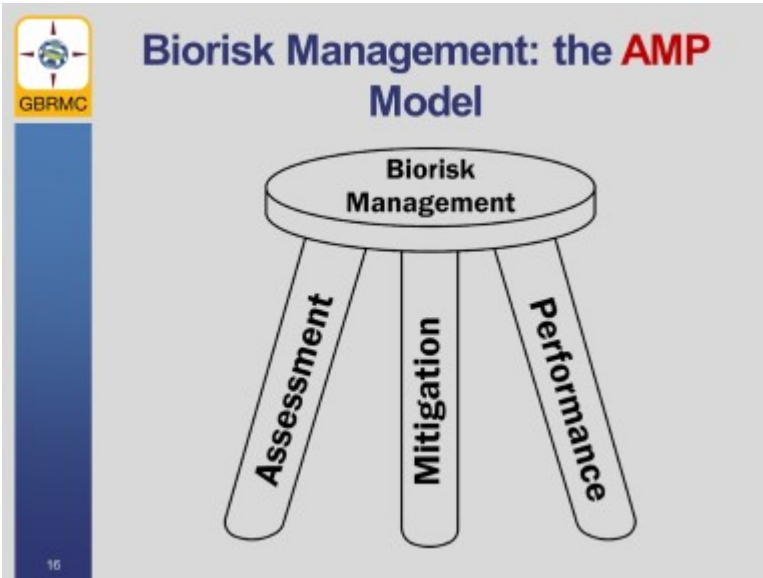 GBRMC
Biorisk Management: the AMP
Model
Biorisk
Management
Assessment
Mitigation
Performance
16